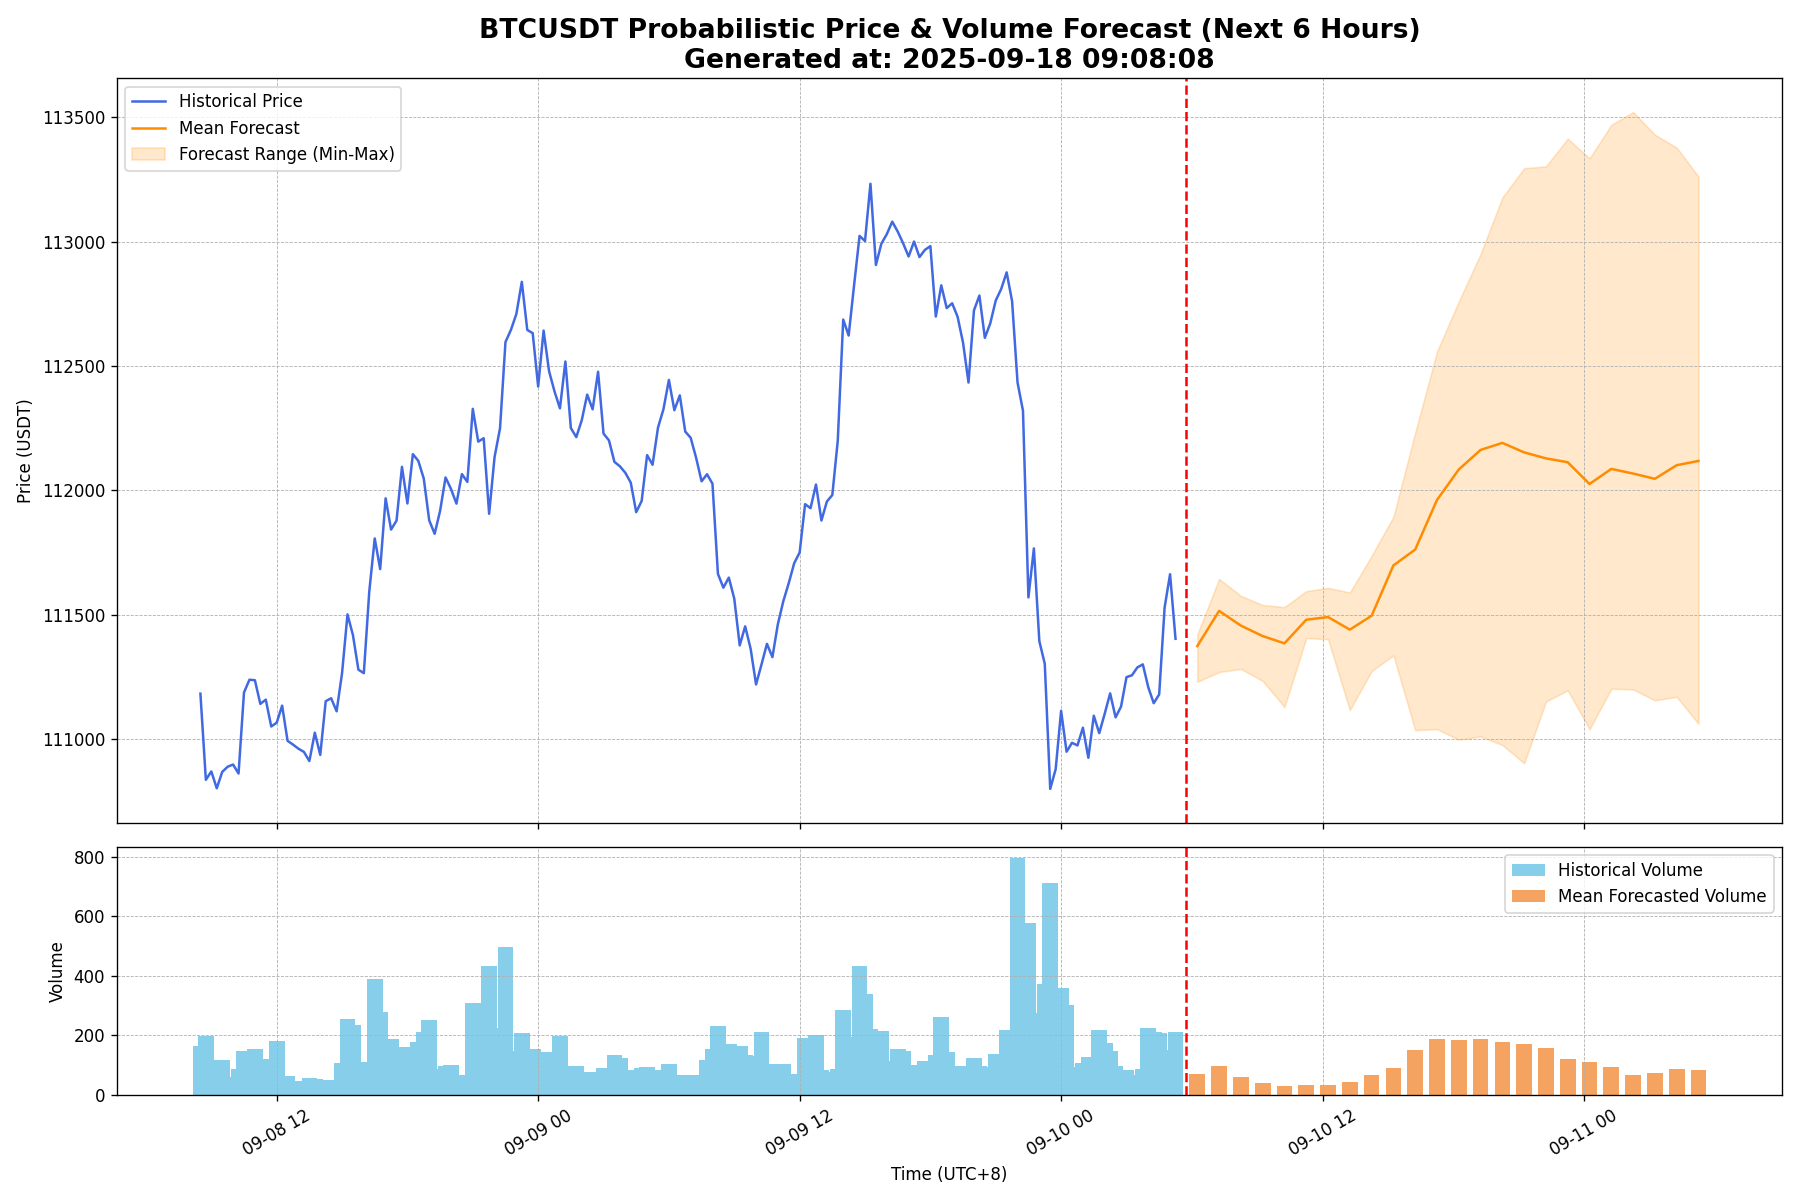 BTCUSDT Probabilistic Price & Volume Forecast (Next 6 Hours)
Generated at: 2025-09-18 09:08:08
Historical Price
Mean Forecast
Forecast Range (Min-Max)
113500
113000
112500
112000
111500
111000
Price (USDT)
Historical Volume
Mean Forecasted Volume
800
600
400
200
0
Volume
09-08 12
09-09 00
09-09 12
09-10 00
09-10 12
09-11 00
Time (UTC+8)